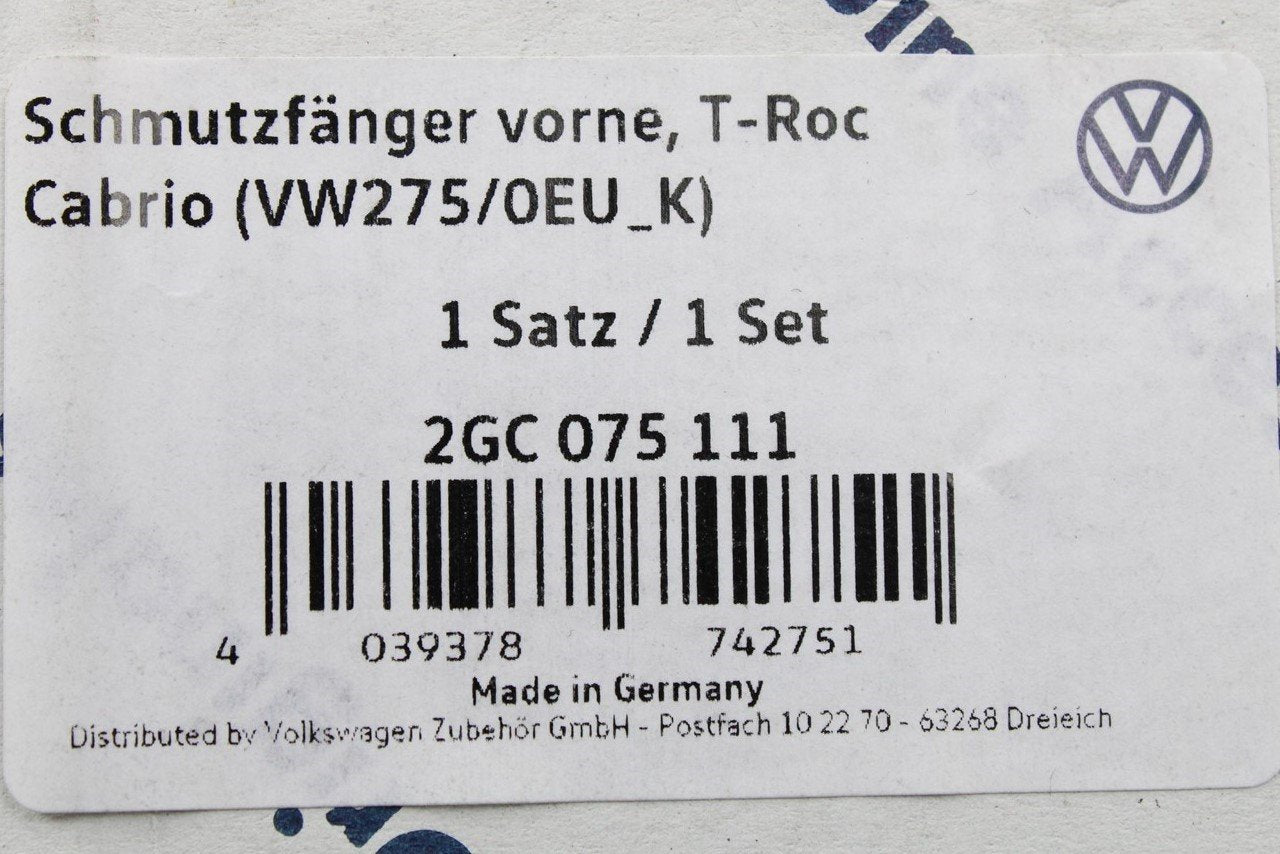 Schmutzfänger vorne, T-Roc
Cabrio (VW275/0EU_K)
1 Satz / 1 Set
2GC 075 111
4 039378 742751
Made in Germany
Distributed by Volkswagen Zubehör GmbH - Postfach 10 22 70 - 63268 Dreieich